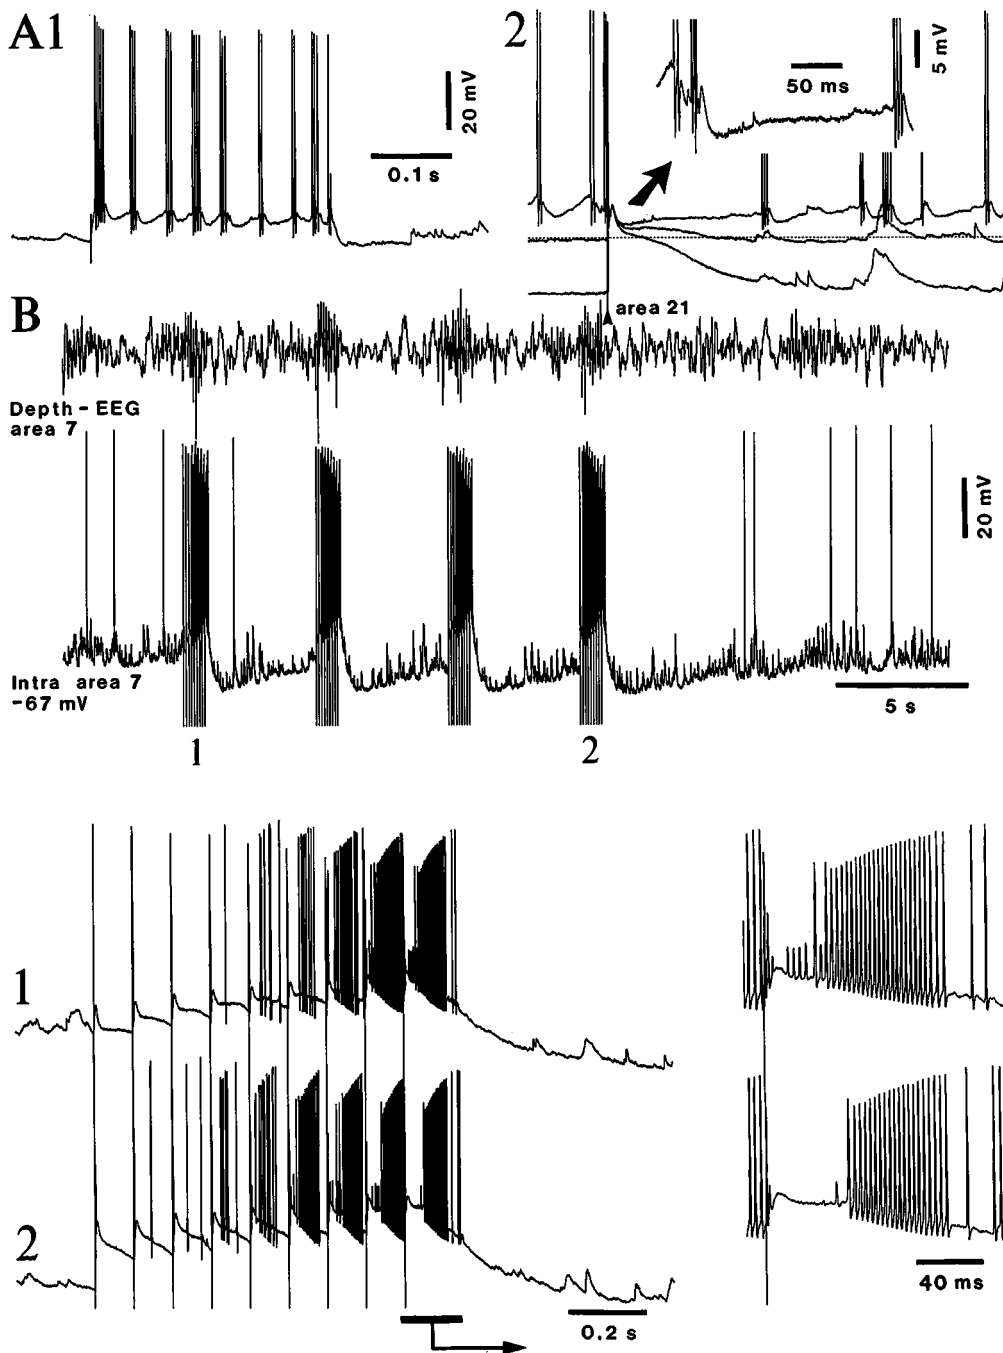 A1
20 mV
0.1 s
2
50 ms
5 mV
area 21
B
Depth - EEG
area 7
20 mV
Intra area 7
-67 mV
5 s
1
2
1
2
40 ms
0.2 s